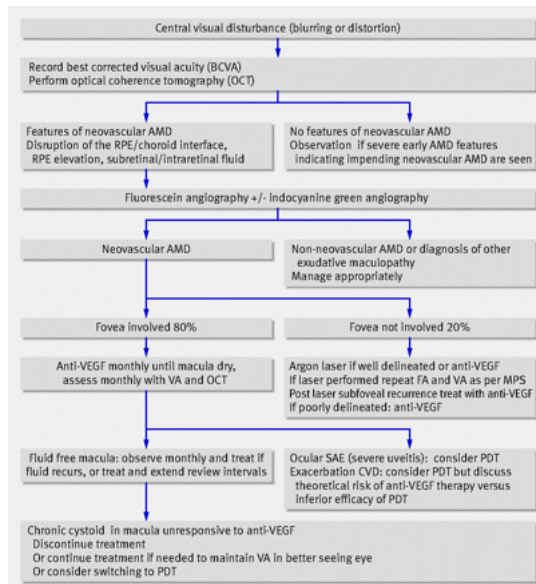 Central visual disturbance (blurring or distortion)
Record best corrected visual acuity (BCVA)
Perform optical coherence tomography (OCT)
Features of neovascular AMD
Disruption of the RPE/choroid interface,
RPE elevation, subretinal/intraretinal fluid
No features of neovascular AMD
Observation if severe early AMD features
indicating impending neovascular AMD are seen
Fluorescein angiography +/- indocyanine green angiography
Neovascular AMD
Non-neovascular AMD or diagnosis of other
exudative maculopathy
Manage appropriately
Fovea involved 80%
Fovea not involved 20%
Anti-VEGF monthly until macula dry,
assess monthly with VA and OCT
Argon laser if well delineated or anti-VEGF
If laser performed repeat FA and VA as per MPS
Post laser subfoveal recurrence treat with anti-VEGF
If poorly delineated: anti-VEGF
Fluid free macula: observe monthly and treat if
fluid recurs, or treat and extend review intervals
Ocular SAE (severe uveitis): consider PDT
Exacerbation CVD: consider PDT but discuss
theoretical risk of anti-VEGF therapy versus
inferior efficacy of PDT
Chronic cystoid in macula unresponsive to anti-VEGF
Discontinue treatment
Or continue treatment if needed to maintain VA in better seeing eye
Or consider switching to PDT